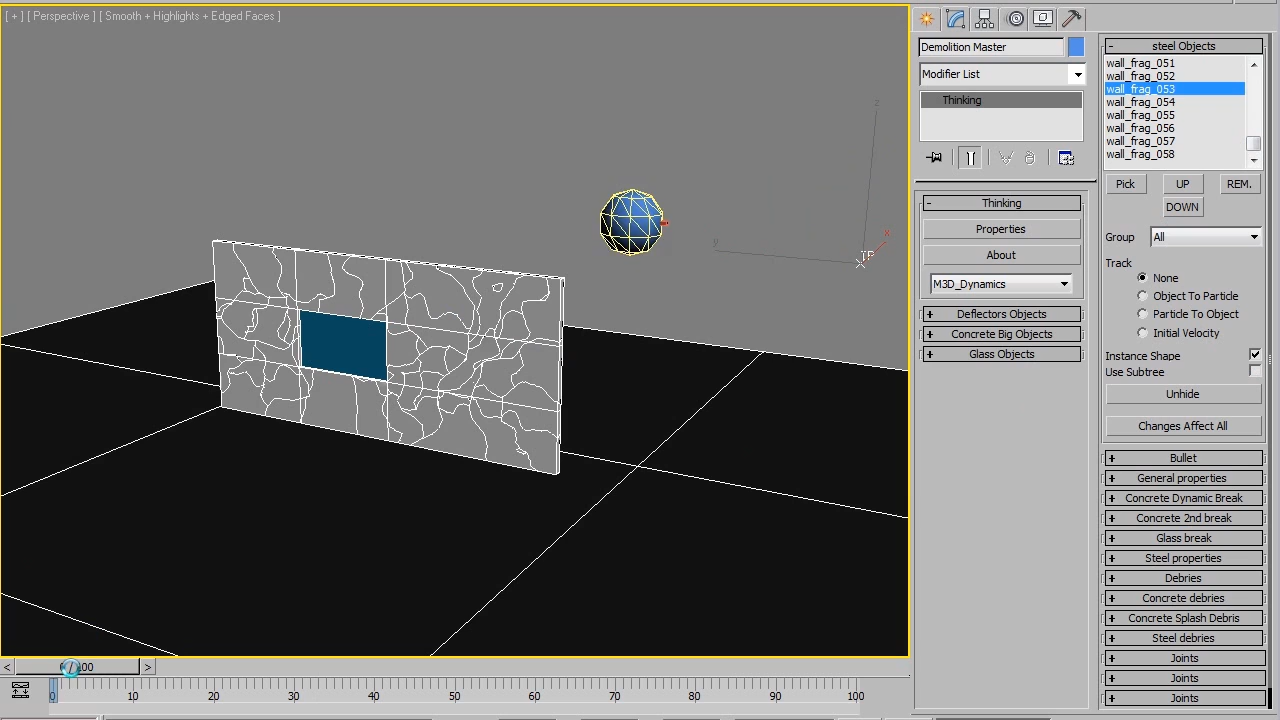 [ + ] [ Perspective ] [ Smooth + Highlights + Edged Faces ]
z
y
x
Demolition Master
Modifier List
Thinking
- Thinking
Properties
About
M3D_Dynamics
+ Deflectors Objects
+ Concrete Big Objects
+ Glass Objects
- steel Objects
wall_frag_051
wall_frag_052
wall_frag_053
wall_frag_054
wall_frag_055
wall_frag_056
wall_frag_057
wall_frag_058
Pick UP REM.
DOWN
Group All
Track
None
Object To Particle
Particle To Object
Initial Velocity
Instance Shape
Use Subtree
Unhide
Changes Affect All
+ Bullet
+ General properties
+ Concrete Dynamic Break
+ Concrete 2nd break
+ Glass break
+ Steel properties
+ Debries
+ Concrete debries
+ Concrete Splash Debris
+ Steel debries
+ Joints
+ Joints
+ Joints
< / 100 >
0 10 20 30 40 50 60 70 80 90 100